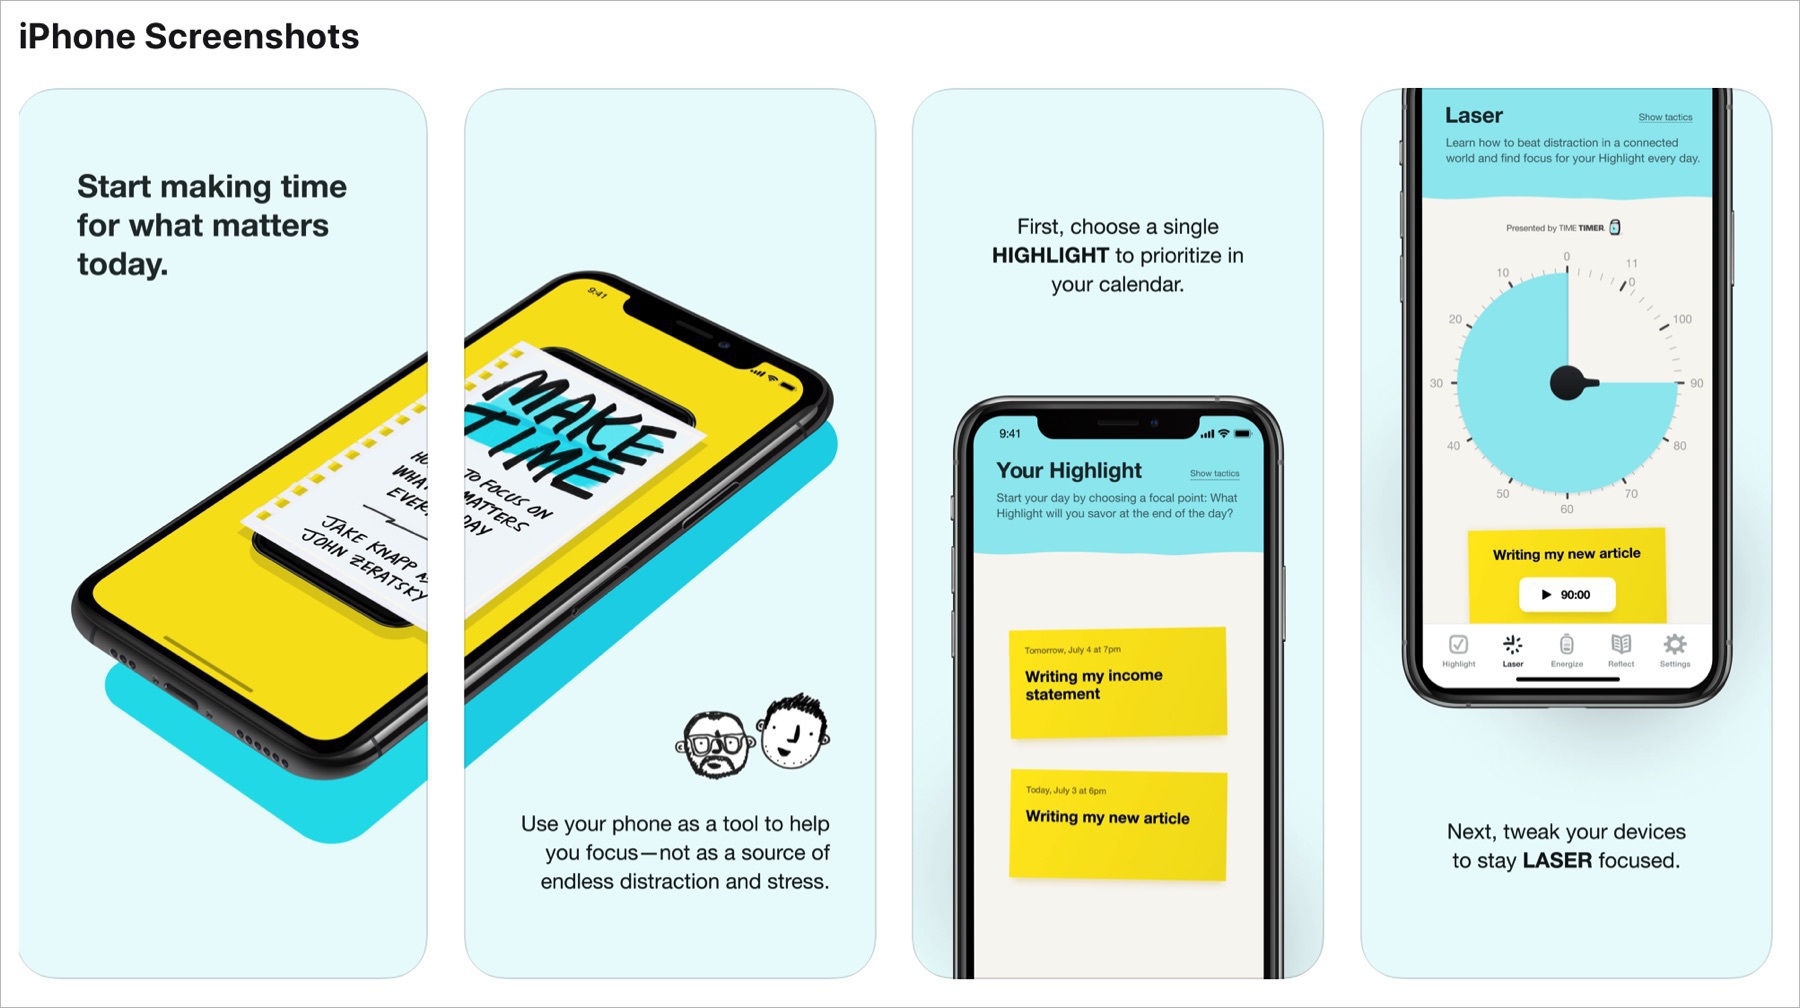 iPhone Screenshots
Start making time
for what matters
today.
9:41
MAKE
TIME
HO TO FOCUS ON
WHA MATTERS
EVER DAY
JAKE KNAPP
JOHN ZERATSKY
Use your phone as a tool to help
you focus—not as a source of
endless distraction and stress.
First, choose a single
HIGHLIGHT to prioritize in
your calendar.
9:41
Your Highlight
Show tactics
Start your day by choosing a focal point: What
Highlight will you savor at the end of the day?
Tomorrow, July 4 at 7pm
Writing my income
statement
Today, July 3 at 6pm
Writing my new article
Laser
Show tactics
Learn how to beat distraction in a connected
world and find focus for your Highlight every day.
Presented by TIME TIMER
0
10
20
30
40
50
60
70
80
90
100
11
0
Writing my new article
90:00
Highlight
Laser
Energize
Reflect
Settings
Next, tweak your devices
to stay LASER focused.